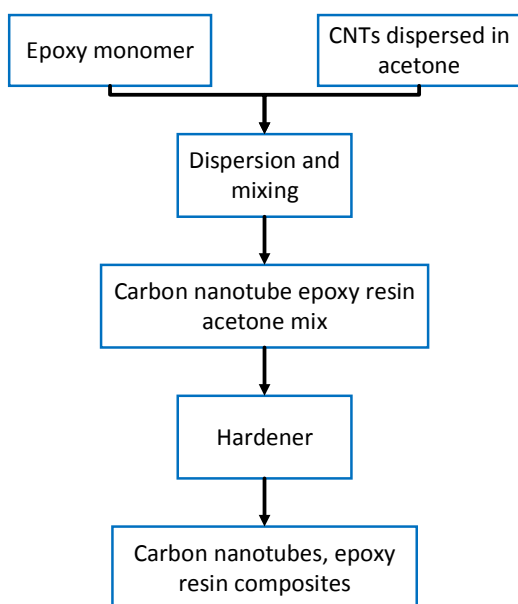 Epoxy monomer
CNTs dispersed in
acetone
Dispersion and
mixing
Carbon nanotube epoxy resin
acetone mix
Hardener
Carbon nanotubes, epoxy
resin composites